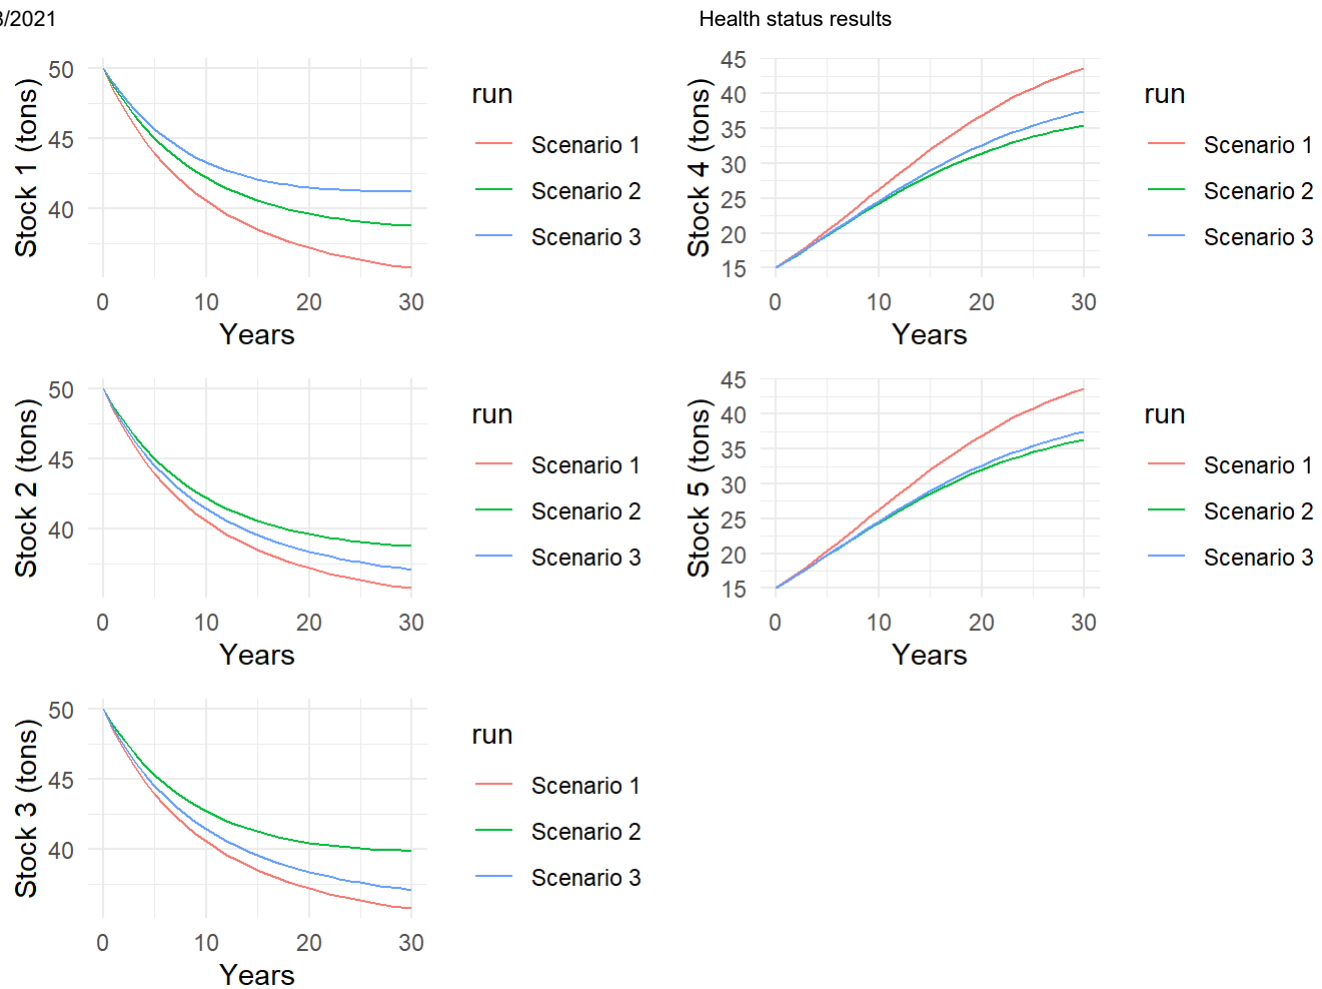 3/2021
Health status results
50
45
40
Stock 1 (tons)
0 10 20 30
Years
run
Scenario 1
Scenario 2
Scenario 3
45
40
35
30
25
20
15
Stock 4 (tons)
0 10 20 30
Years
run
Scenario 1
Scenario 2
Scenario 3
50
45
40
Stock 2 (tons)
0 10 20 30
Years
run
Scenario 1
Scenario 2
Scenario 3
45
40
35
30
25
20
15
Stock 5 (tons)
0 10 20 30
Years
run
Scenario 1
Scenario 2
Scenario 3
50
45
40
Stock 3 (tons)
0 10 20 30
Years
run
Scenario 1
Scenario 2
Scenario 3